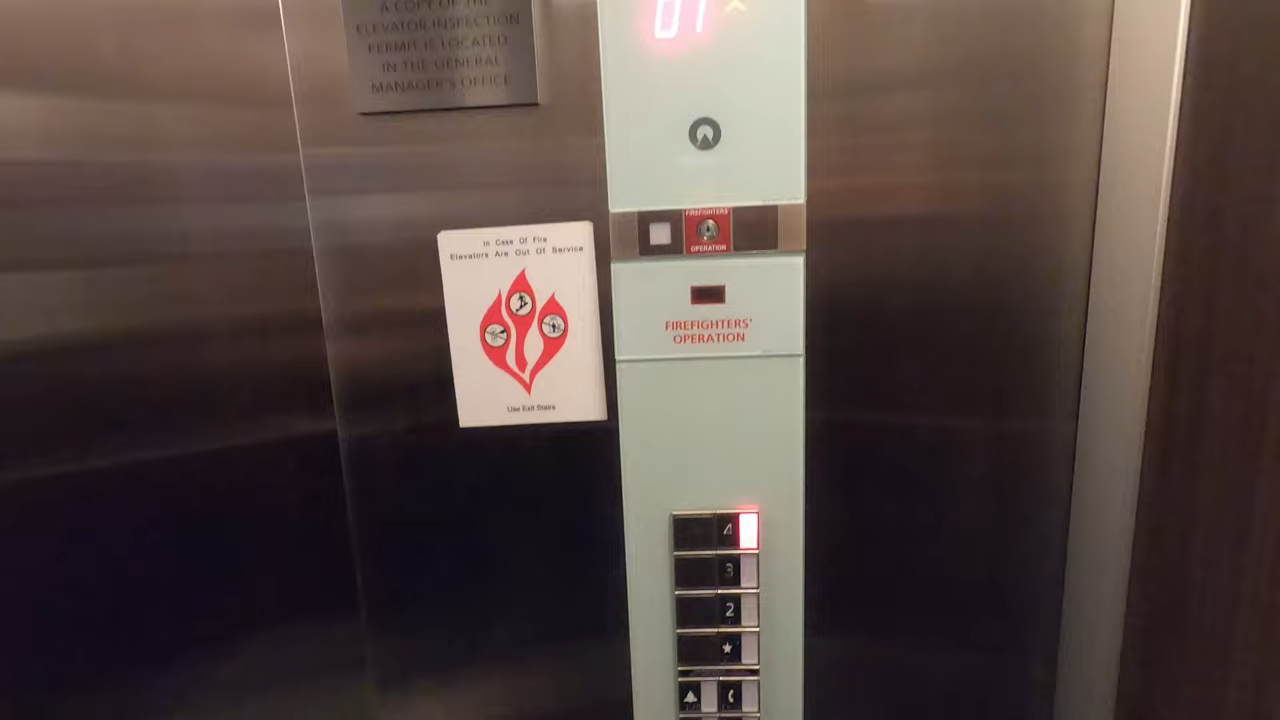 A COPY OF THE
ELEVATOR INSPECTION
PERMIT IS LOCATED
IN THE GENERAL
MANAGER'S OFFICE
01
FIREFIGHTERS
OPERATION
In Case Of Fire
Elevators Are Out Of Service
Use Exit Stairs
FIREFIGHTERS'
OPERATION
4
3
2